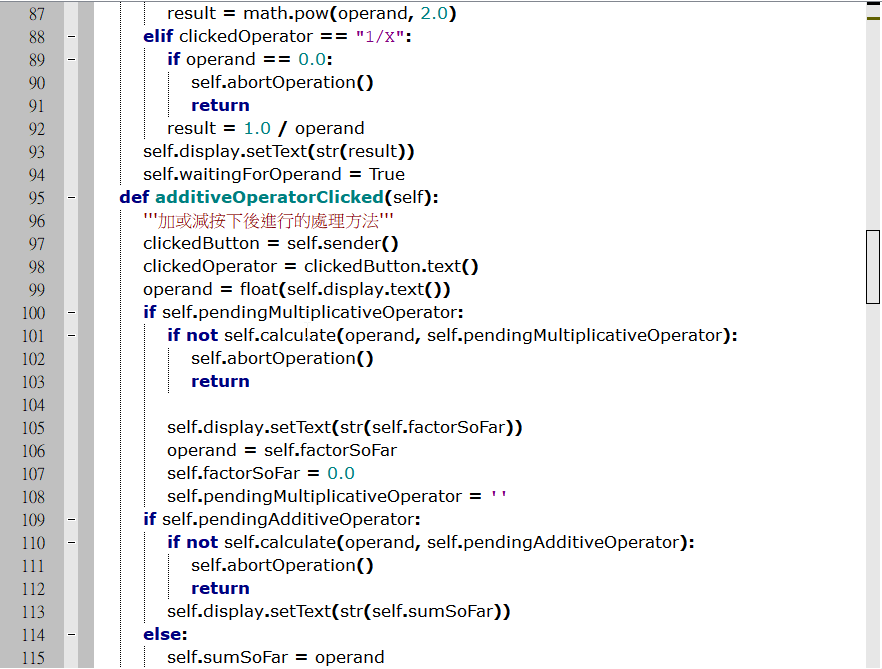 87 result = math.pow(operand, 2.0)
88 elif clickedOperator == "1/X":
89 if operand == 0.0:
90 self.abortOperation()
91 return
92 result = 1.0 / operand
93 self.display.setText(str(result))
94 self.waitingForOperand = True
95 def additiveOperatorClicked(self):
96 '''加或減按下後進行的處理方法'''
97 clickedButton = self.sender()
98 clickedOperator = clickedButton.text()
99 operand = float(self.display.text())
100 if self.pendingMultiplicativeOperator:
101 if not self.calculate(operand, self.pendingMultiplicativeOperator):
102 self.abortOperation()
103 return
104
105 self.display.setText(str(self.factorSoFar))
106 operand = self.factorSoFar
107 self.factorSoFar = 0.0
108 self.pendingMultiplicativeOperator = ''
109 if self.pendingAdditiveOperator:
110 if not self.calculate(operand, self.pendingAdditiveOperator):
111 self.abortOperation()
112 return
113 self.display.setText(str(self.sumSoFar))
114 else:
115 self.sumSoFar = operand